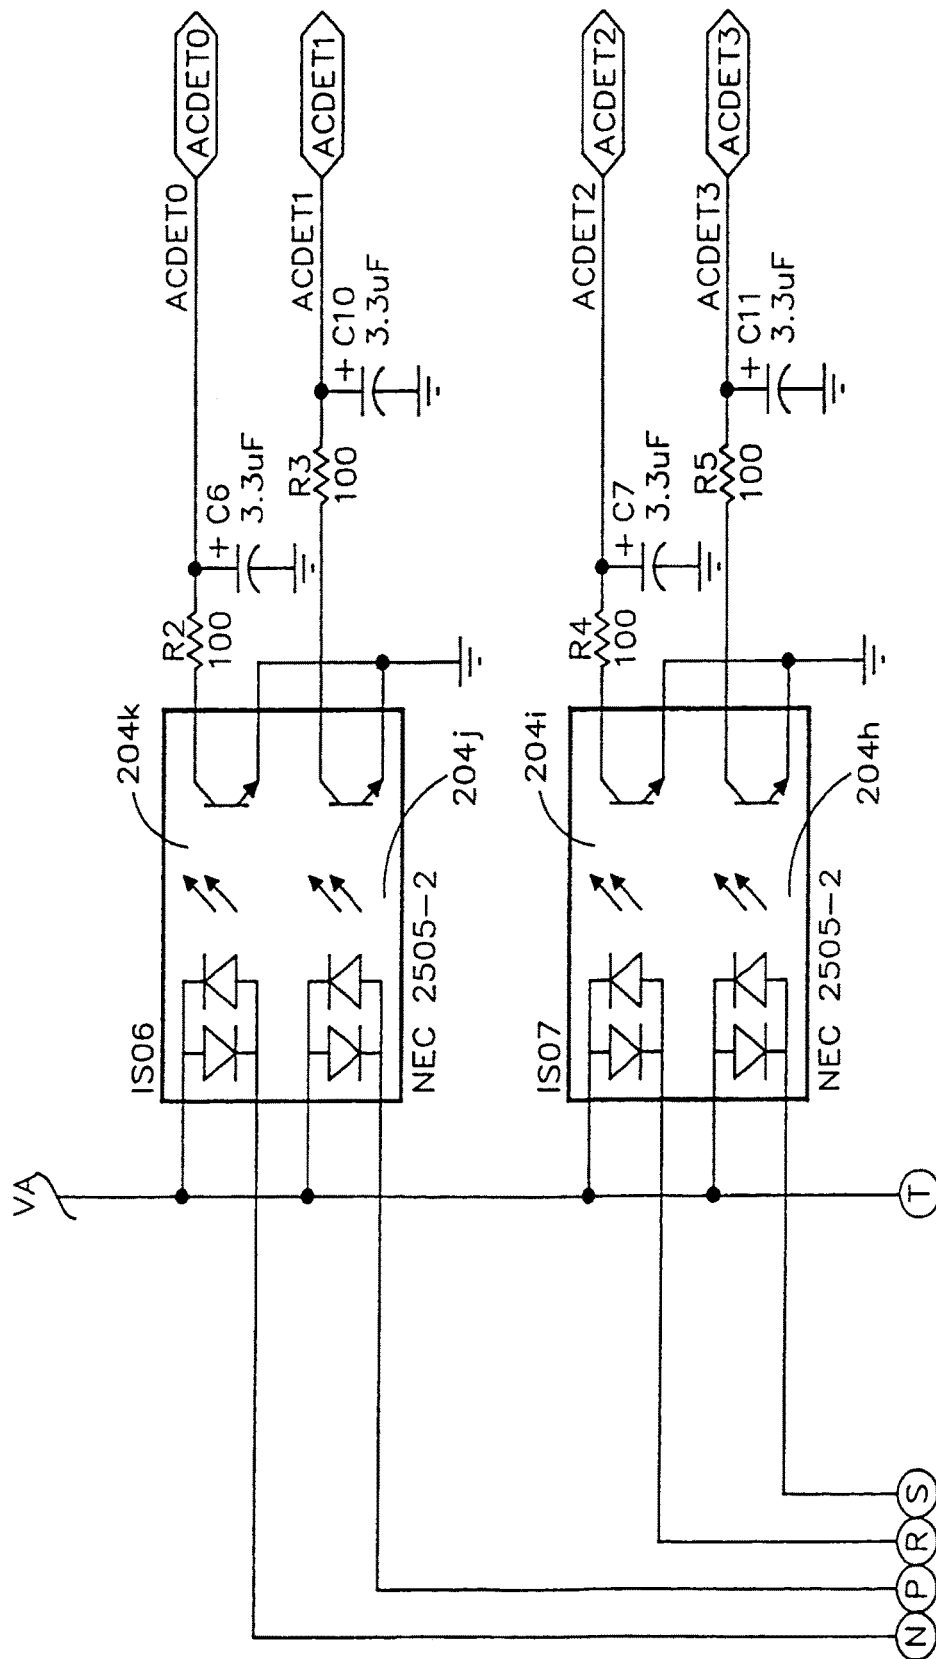 ACDET0
ACDET0
ACDET1
ACDET1
+ C6
3.3uF
+ C10
3.3uF
R2
100
R3
100
204k
204j
IS06
NEC 2505-2
ACDET2
ACDET2
ACDET3
ACDET3
+ C7
3.3uF
+ C11
3.3uF
R4
100
R5
100
204i
204h
IS07
NEC 2505-2
VA
T
N
P
R
S